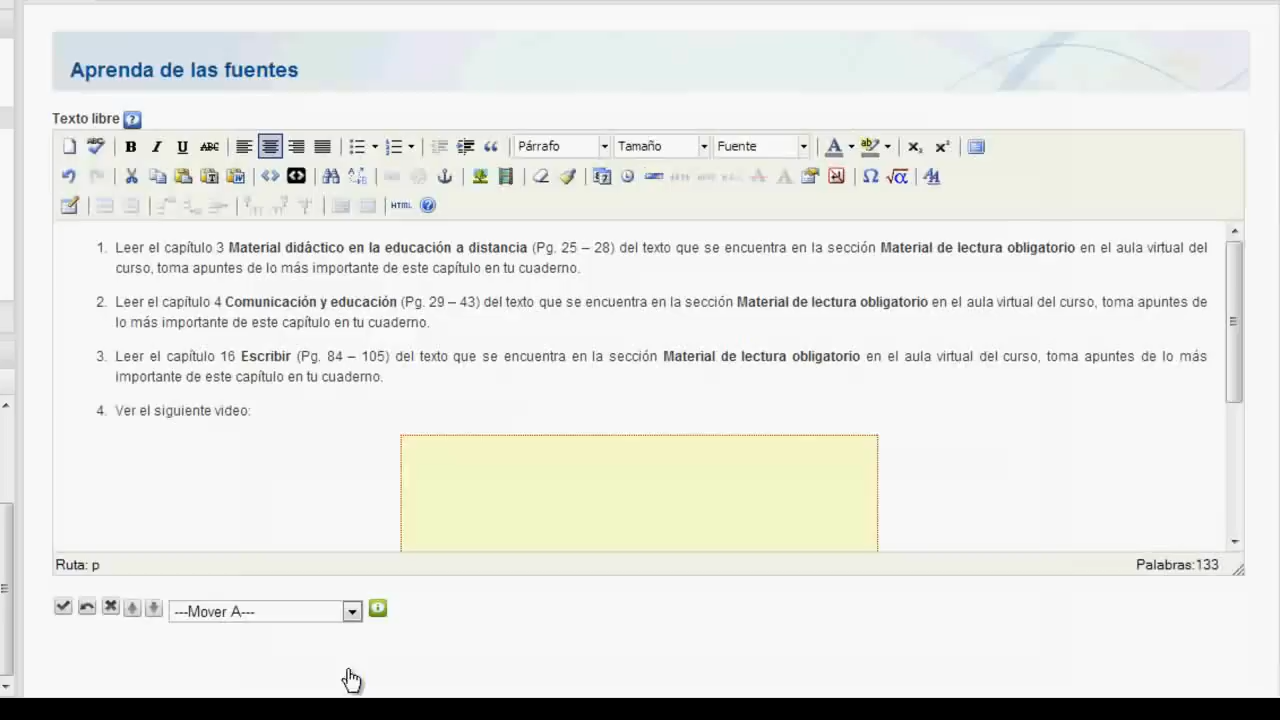 Aprenda de las fuentes
Texto libre
B I U ABC Párrafo Tamaño Fuente
HTML
1. Leer el capítulo 3 Material didáctico en la educación a distancia (Pg. 25 – 28) del texto que se encuentra en la sección Material de lectura obligatorio en el aula virtual del
curso, toma apuntes de lo más importante de este capítulo en tu cuaderno.
2. Leer el capítulo 4 Comunicación y educación (Pg. 29 – 43) del texto que se encuentra en la sección Material de lectura obligatorio en el aula virtual del curso, toma apuntes de
lo más importante de este capítulo en tu cuaderno.
3. Leer el capítulo 16 Escribir (Pg. 84 – 105) del texto que se encuentra en la sección Material de lectura obligatorio en el aula virtual del curso, toma apuntes de lo más
importante de este capítulo en tu cuaderno.
4. Ver el siguiente video:
Ruta: p Palabras:133
---Mover A---